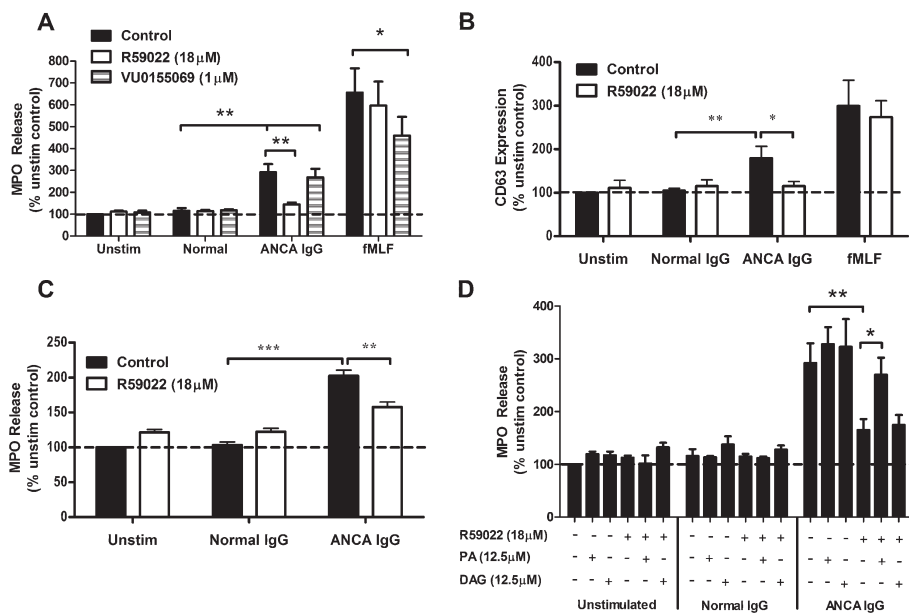 A
Control
R59022 (18μM)
VU0155069 (1μM)
*
**
**
MPO Release
(% unstim control)
800
700
600
500
400
300
200
100
0
Unstim
Normal
ANCA IgG
fMLF
B
Control
R59022 (18μM)
**
*
CD63 Expression
(% unstim control)
400
300
200
100
0
Unstim
Normal IgG
ANCA IgG
fMLF
C
Control
R59022 (18μM)
***
**
MPO Release
(% unstim control)
250
200
150
100
50
0
Unstim
Normal IgG
ANCA IgG
D
**
*
MPO Release
(% unstim control)
400
300
200
100
0
R59022 (18μM) - - - + + + - - - + + + - - - + + +
PA (12.5μM) - + - - + - - + - - + - - + - - + -
DAG (12.5μM) - - + - - + - - + - - + - - + - - +
Unstimulated
Normal IgG
ANCA IgG